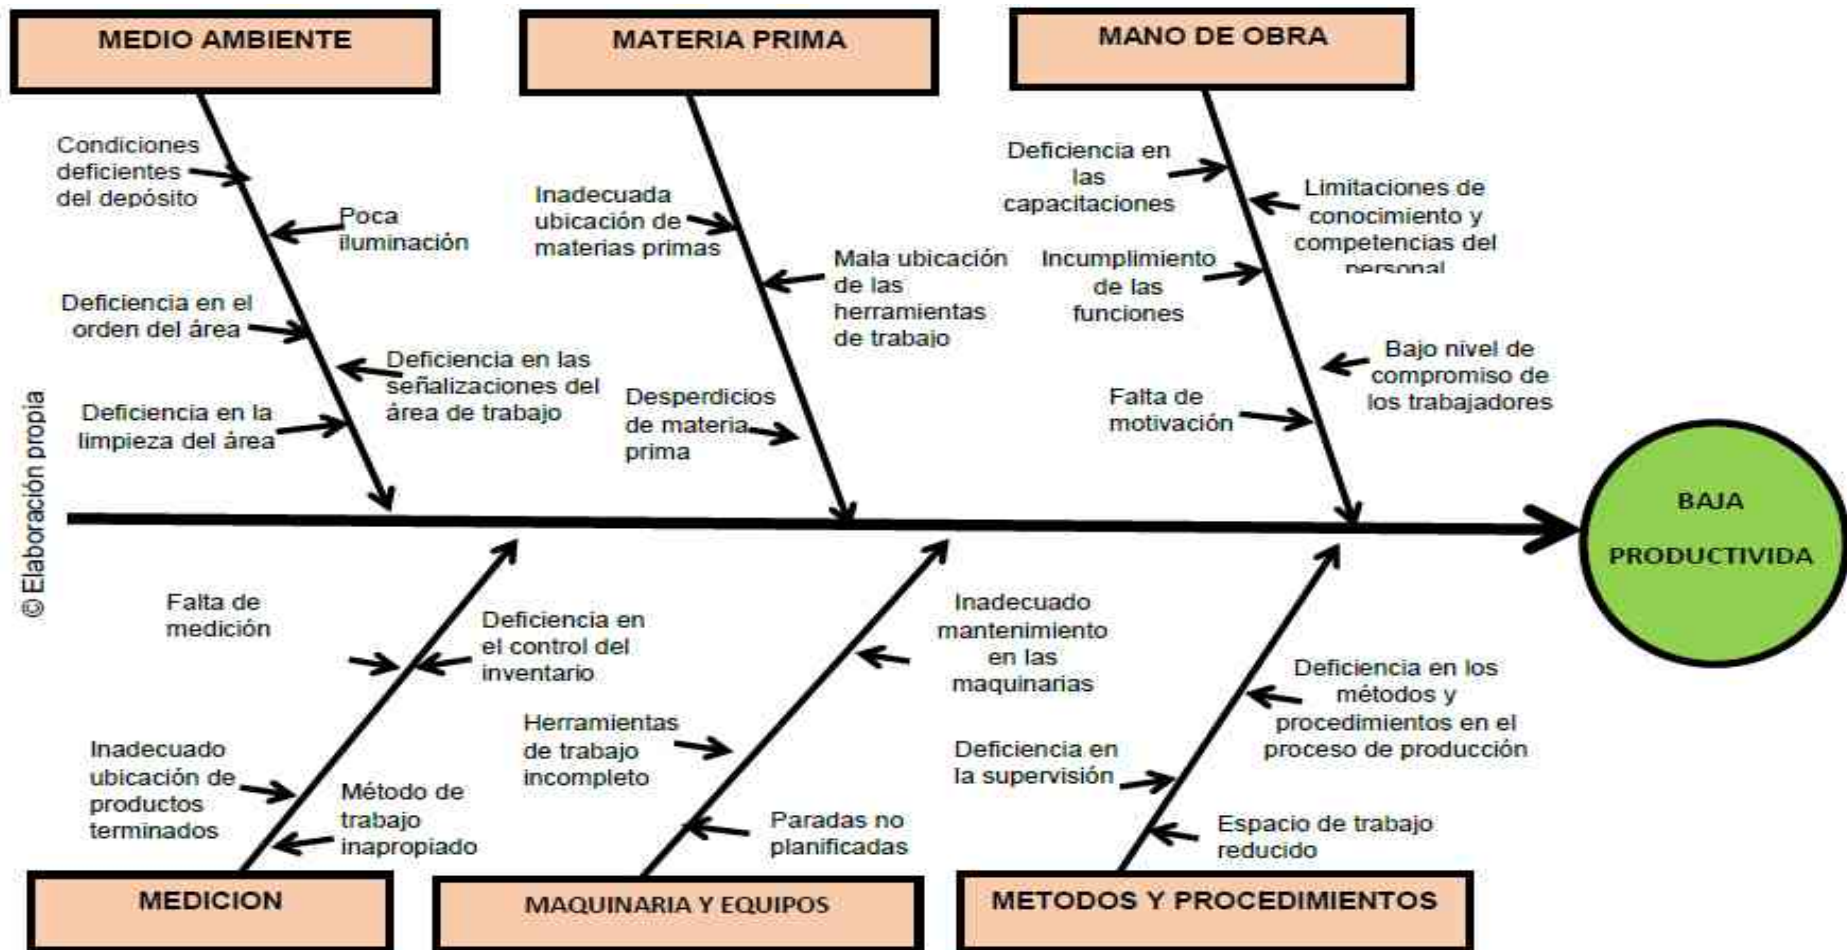 MEDIO AMBIENTE
MATERIA PRIMA
MANO DE OBRA
Condiciones
deficientes
del depósito
Poca
iluminación
Deficiencia en el
orden del área
Deficiencia en las
señalizaciones del
área de trabajo
Deficiencia en la
limpieza del área
Inadecuada
ubicación de
materias primas
Mala ubicación
de las
herramientas
de trabajo
Desperdicios
de materia
prima
Deficiencia en
las
capacitaciones
Limitaciones de
conocimiento y
competencias del
personal
Incumplimiento
de las
funciones
Bajo nivel de
compromiso de
los trabajadores
Falta de
motivación
© Elaboración propia
BAJA
PRODUCTIVIDA
Falta de
medición
Deficiencia en
el control del
inventario
Inadecuado
ubicación de
productos
terminados
Método de
trabajo
inapropiado
Inadecuado
mantenimiento
en las
maquinarias
Herramientas
de trabajo
incompleto
Paradas no
planificadas
Deficiencia en los
métodos y
procedimientos en el
proceso de producción
Deficiencia en
la supervisión
Espacio de trabajo
reducido
MEDICION
MAQUINARIA Y EQUIPOS
METODOS Y PROCEDIMIENTOS